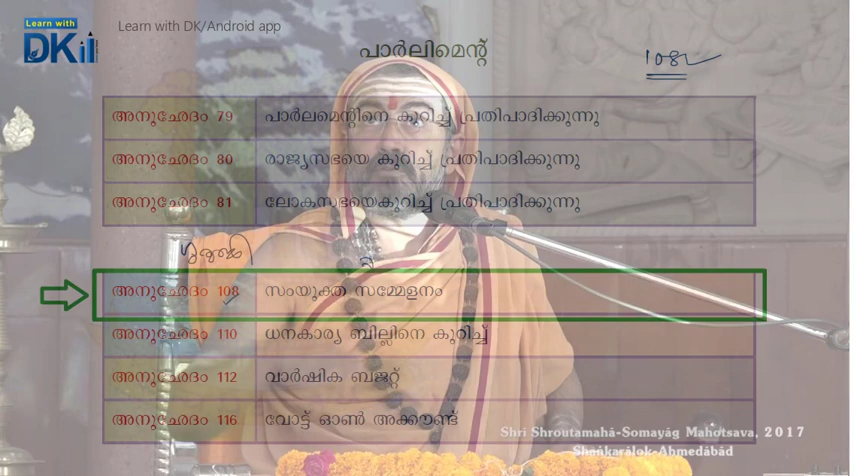 Learn with
DK
Learn with DK/Android app
പാർലിമെന്റ്
108
അനുഛേദം 79 പാർലമെന്റിനെ കുറിച്ച് പ്രതിപാദിക്കുന്നു
അനുഛേദം 80 രാജ്യസഭയെ കുറിച്ച് പ്രതിപാദിക്കുന്നു
അനുഛേദം 81 ലോകസഭയെകുറിച്ച് പ്രതിപാദിക്കുന്നു
അനുഛേദം 108 സംയുക്ത സമ്മേളനം
അനുഛേദം 110 ധനകാര്യ ബില്ലിനെ കുറിച്ച്
അനുഛേദം 112 വാർഷിക ബജറ്റ്
അനുഛേദം 116 വോട്ട് ഓൺ അക്കൗണ്ട്
Shri Shroutamahā-Somayāg Mahotsava, 2017
Shankarālok-Ahmedābād